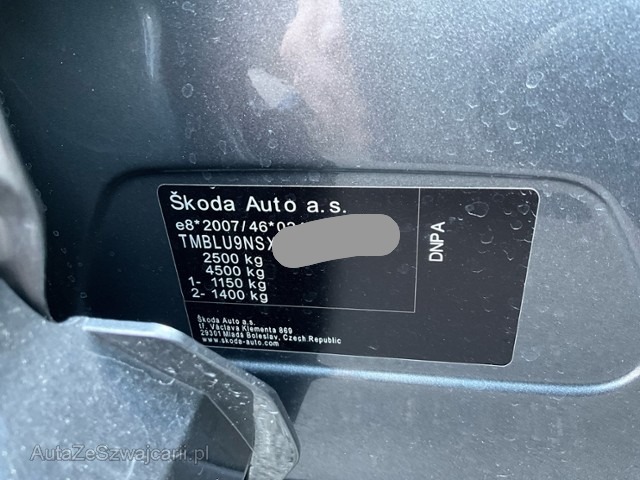 Škoda Auto a.s.
e8*2007/46*02
TMBLU9NSX
2500 kg
4500 kg
1- 1150 kg
2- 1400 kg
DNPA
Škoda Auto a.s.
tř. Václava Klementa 869
29301 Mladá Boleslav, Czech Republic
www.skoda-auto.com
AutaZeSzwajcarii.pl